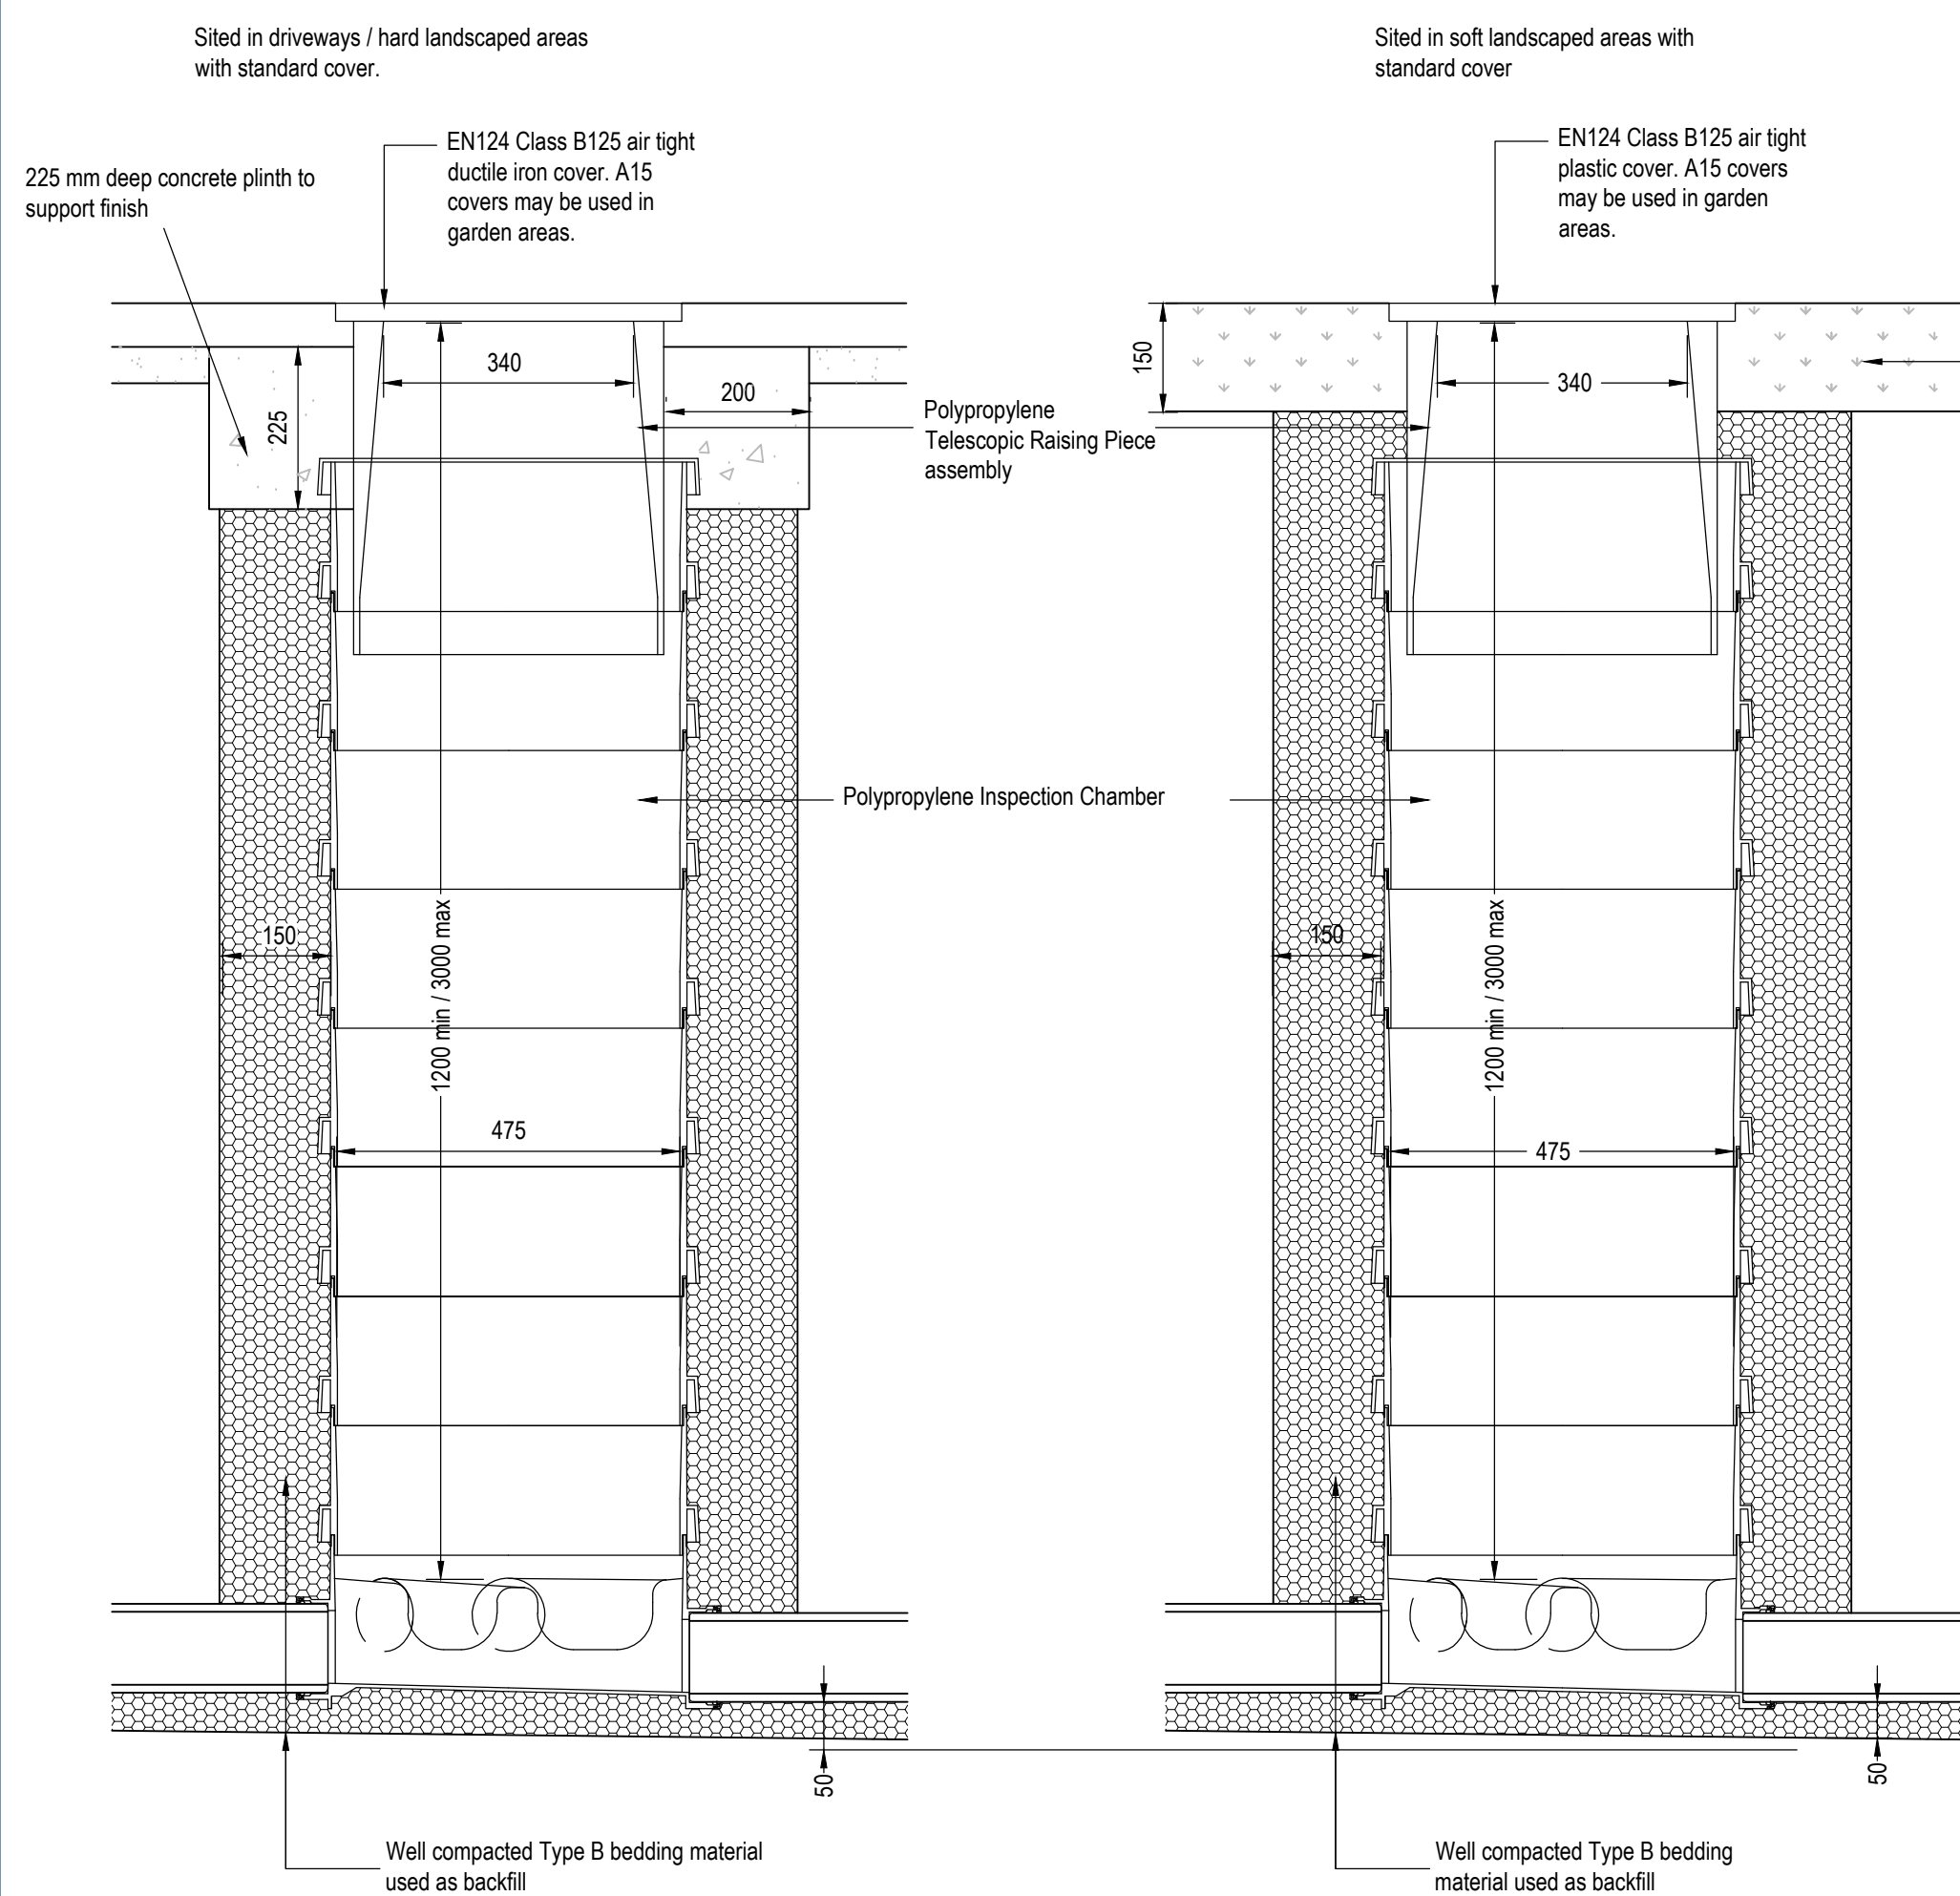 Sited in driveways / hard landscaped areas
with standard cover.
Sited in soft landscaped areas with
standard cover
EN124 Class B125 air tight
ductile iron cover. A15
covers may be used in
garden areas.
EN124 Class B125 air tight
plastic cover. A15 covers
may be used in garden
areas.
225 mm deep concrete plinth to
support finish
340
200
225
150
340
Polypropylene
Telescopic Raising Piece
assembly
Polypropylene Inspection Chamber
150
1200 min / 3000 max
475
150
1200 min / 3000 max
475
50
50
Well compacted Type B bedding material
used as backfill
Well compacted Type B bedding
material used as backfill